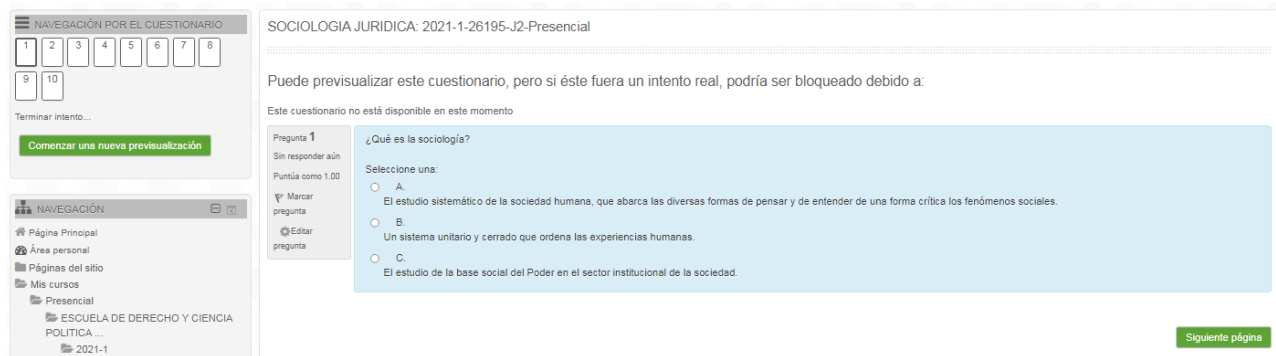 NAVEGACIÓN POR EL CUESTIONARIO
1 2 3 4 5 6 7 8
9 10
Terminar intento...
Comenzar una nueva previsualización
NAVEGACIÓN
Página Principal
Área personal
Páginas del sitio
Mis cursos
Presencial
ESCUELA DE DERECHO Y CIENCIA
POLITICA ...
2021-1
SOCIOLOGIA JURIDICA: 2021-1-26195-J2-Presencial
Puede previsualizar este cuestionario, pero si éste fuera un intento real, podría ser bloqueado debido a:
Este cuestionario no está disponible en este momento
Pregunta 1
Sin responder aún
Puntúa como 1.00
Marcar
pregunta
Editar
pregunta
¿Qué es la sociología?
Seleccione una:
A.
El estudio sistemático de la sociedad humana, que abarca las diversas formas de pensar y de entender de una forma crítica los fenómenos sociales.
B.
Un sistema unitario y cerrado que ordena las experiencias humanas.
C.
El estudio de la base social del Poder en el sector institucional de la sociedad.
Siguiente página